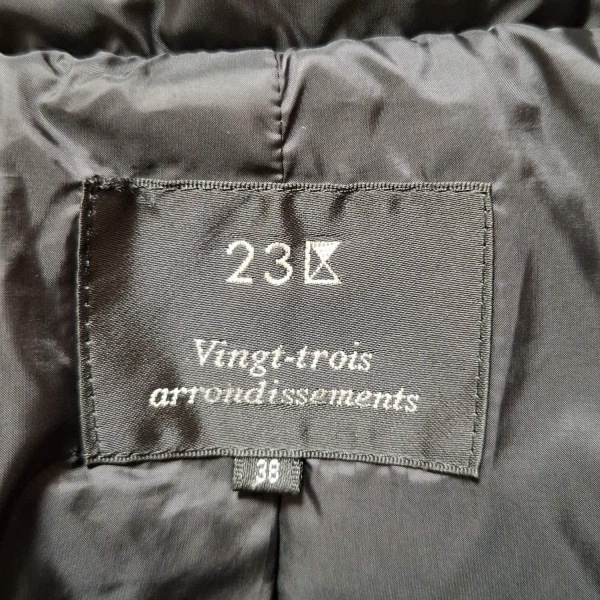 23区
Vingt-trois
arrondissements
38